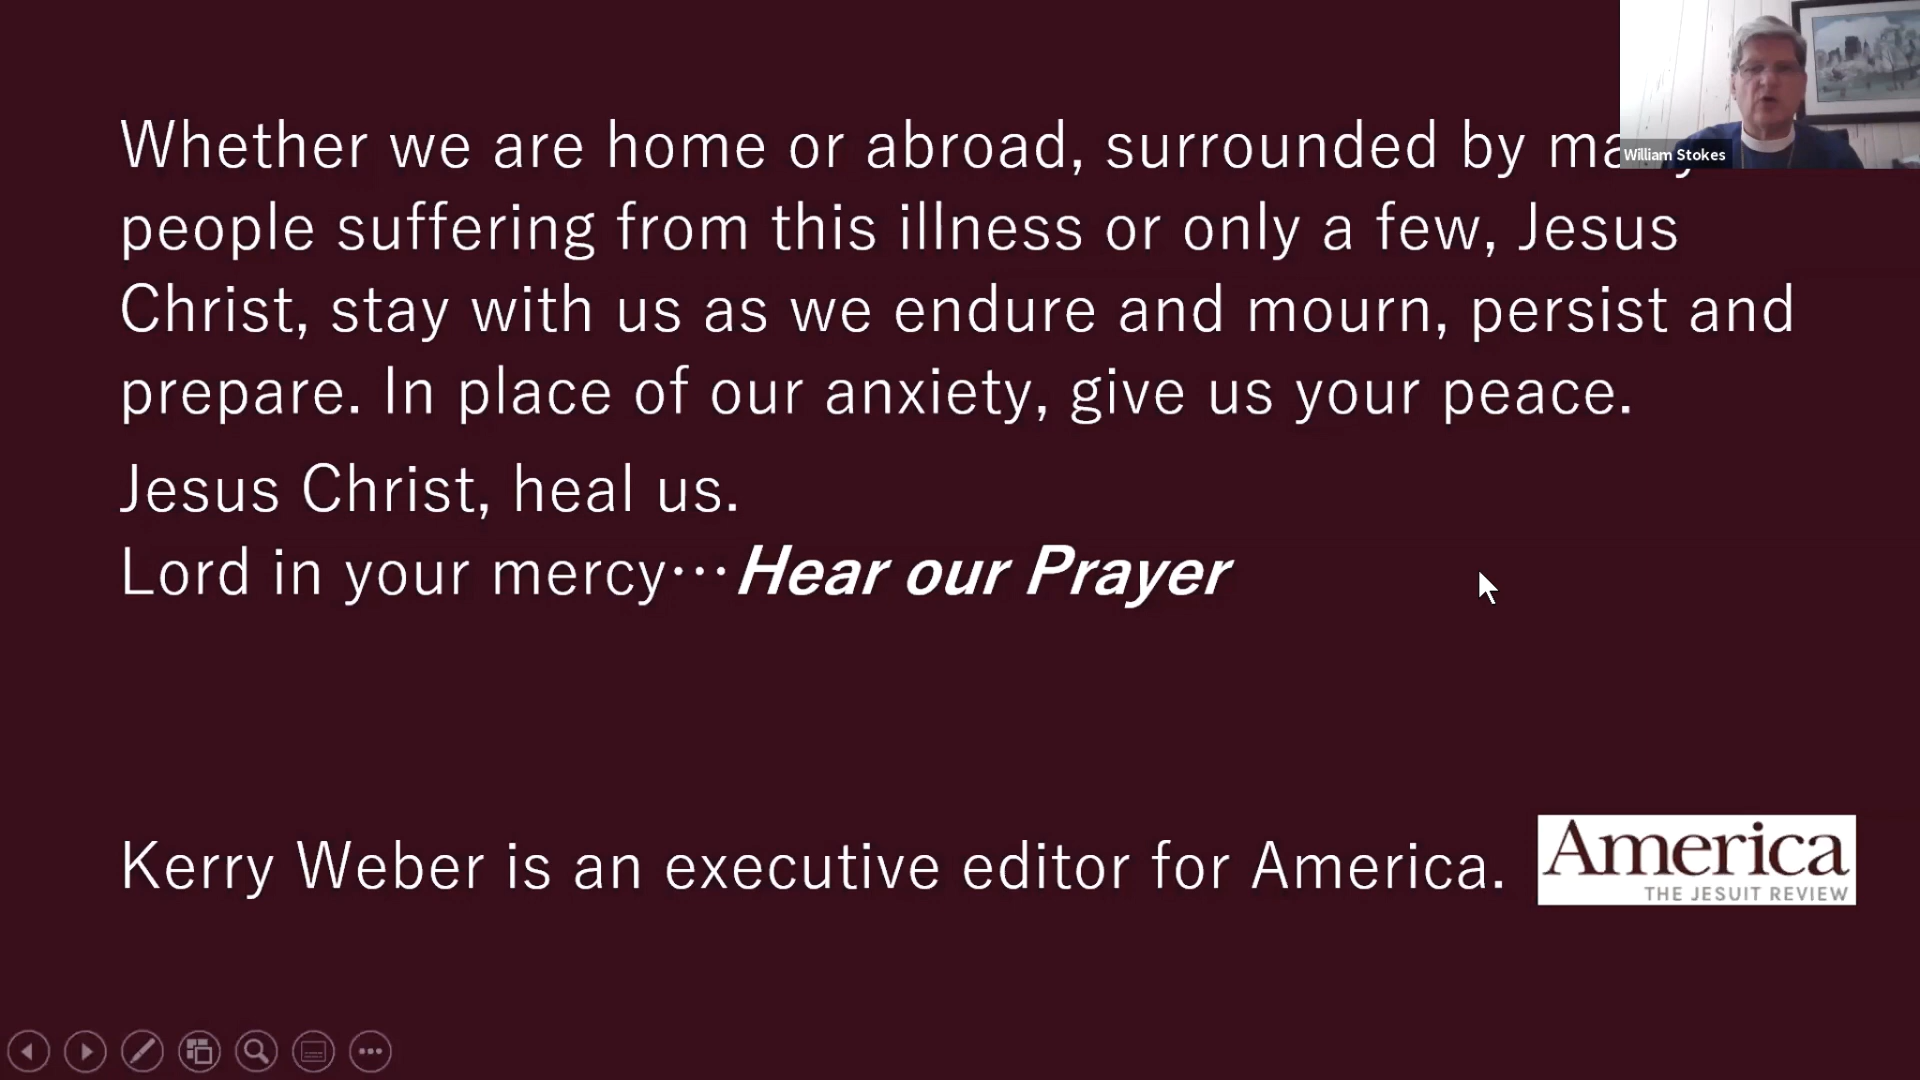 Whether we are home or abroad, surrounded by
people suffering from this illness or only a few, Jesus
Christ, stay with us as we endure and mourn, persist and
prepare. In place of our anxiety, give us your peace.
Jesus Christ, heal us.
Lord in your mercy…Hear our Prayer
Kerry Weber is an executive editor for America.
America
THE JESUIT REVIEW
William Stokes